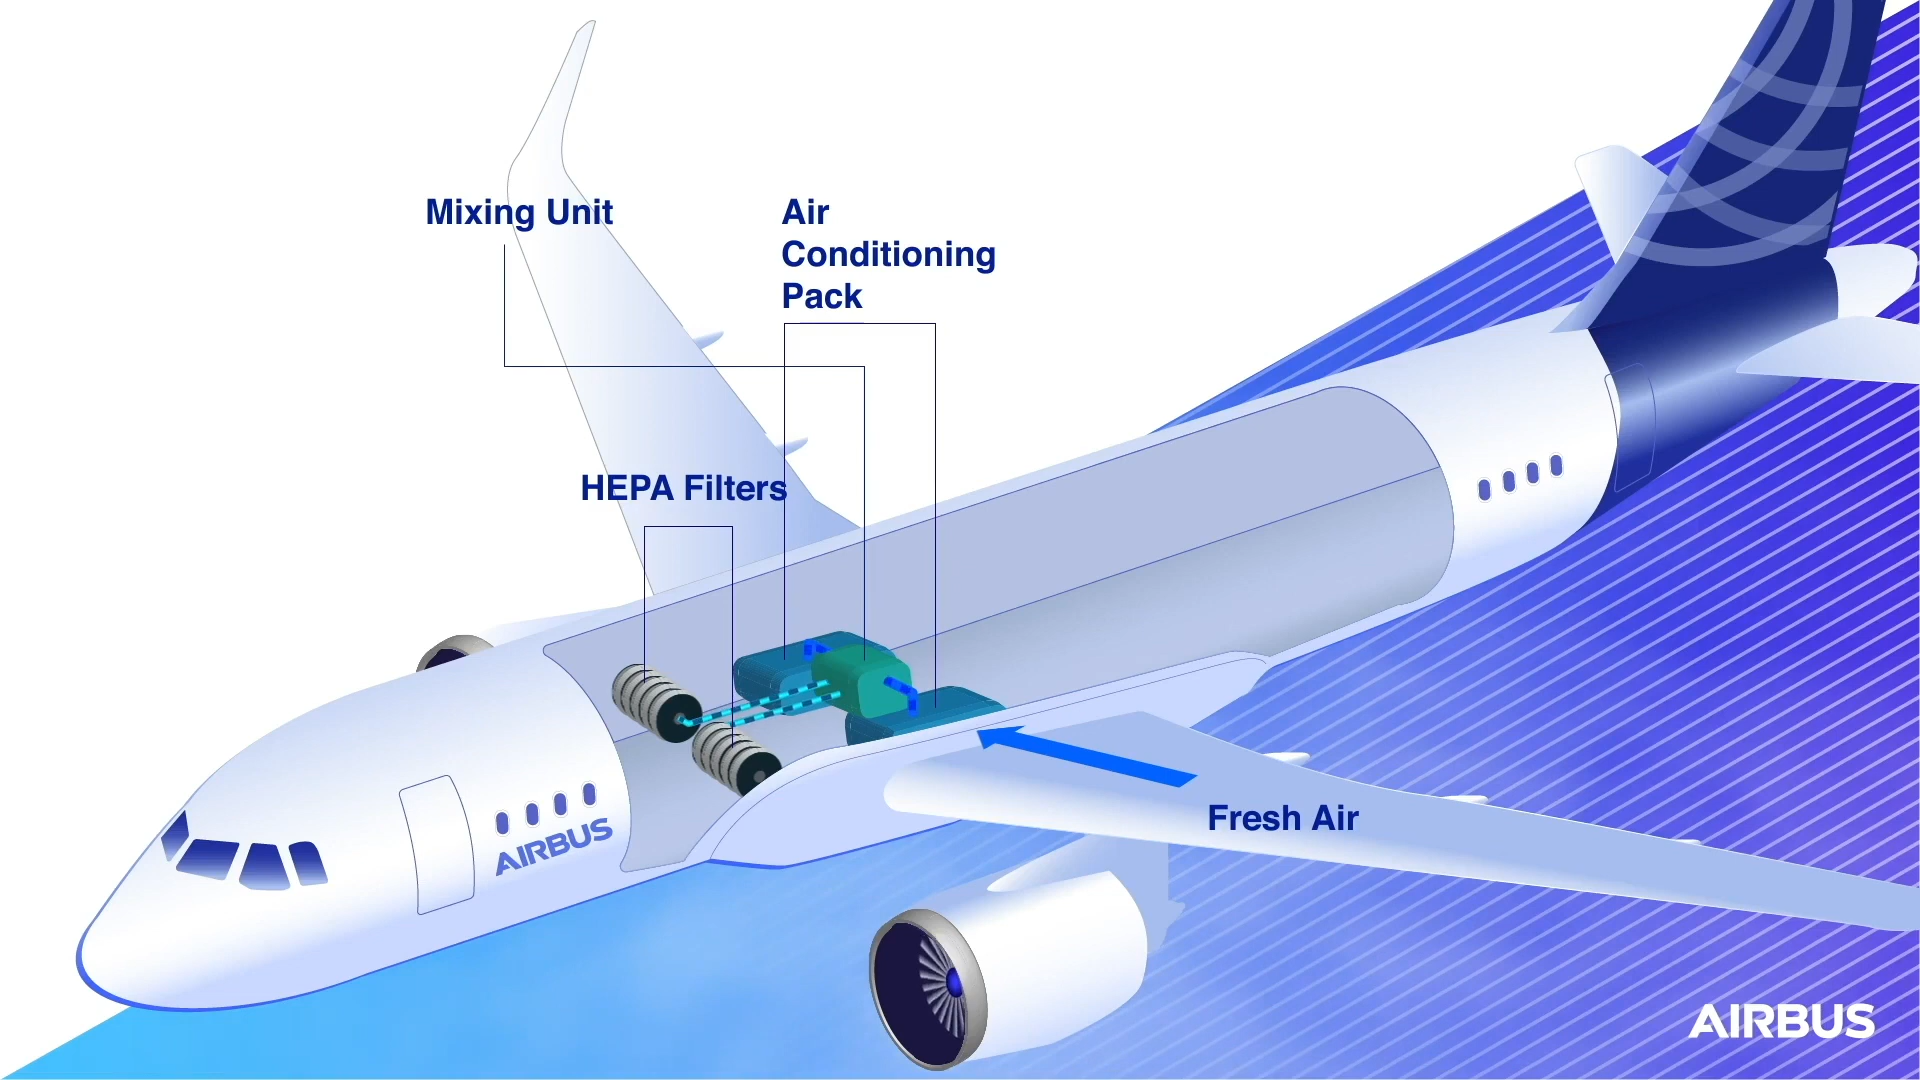 Mixing Unit
Air
Conditioning
Pack
HEPA Filters
Fresh Air
AIRBUS
AIRBUS